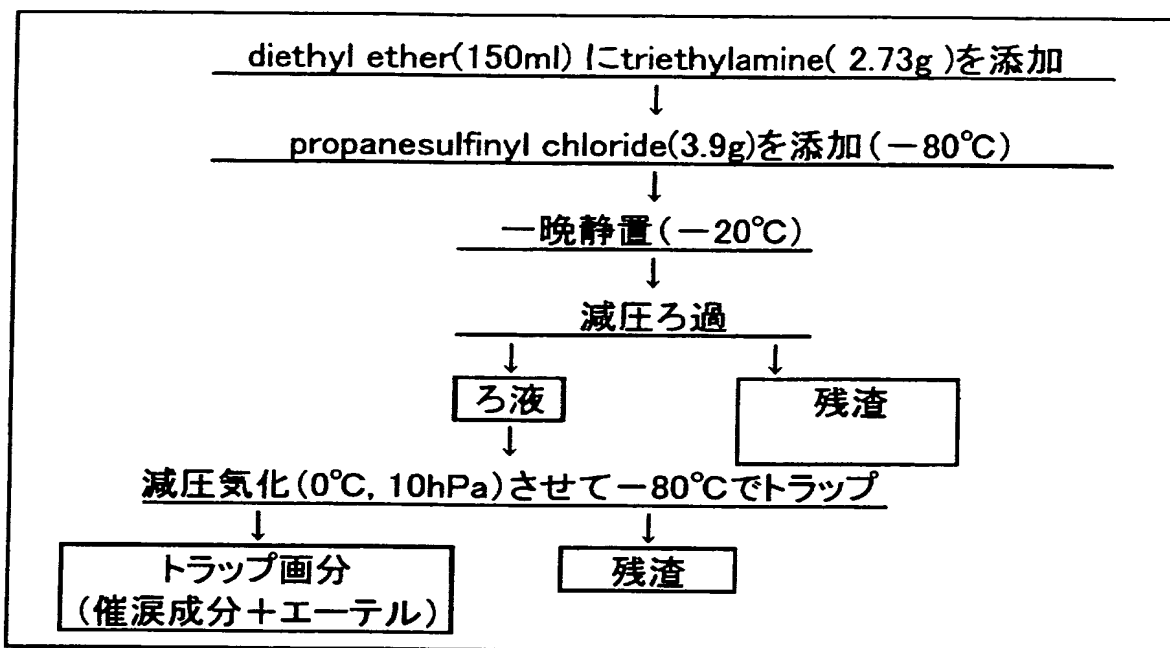 diethyl ether(150ml) にtriethylamine( 2.73g )を添加
↓
propanesulfinyl chloride(3.9g)を添加(－80℃)
↓
一晩静置(－20℃)
↓
減圧ろ過
↓ ↓
ろ液 残渣
↓
減圧気化(0℃, 10hPa)させて－80℃でトラップ
↓ ↓
トラップ画分 残渣
(催涙成分＋エーテル)